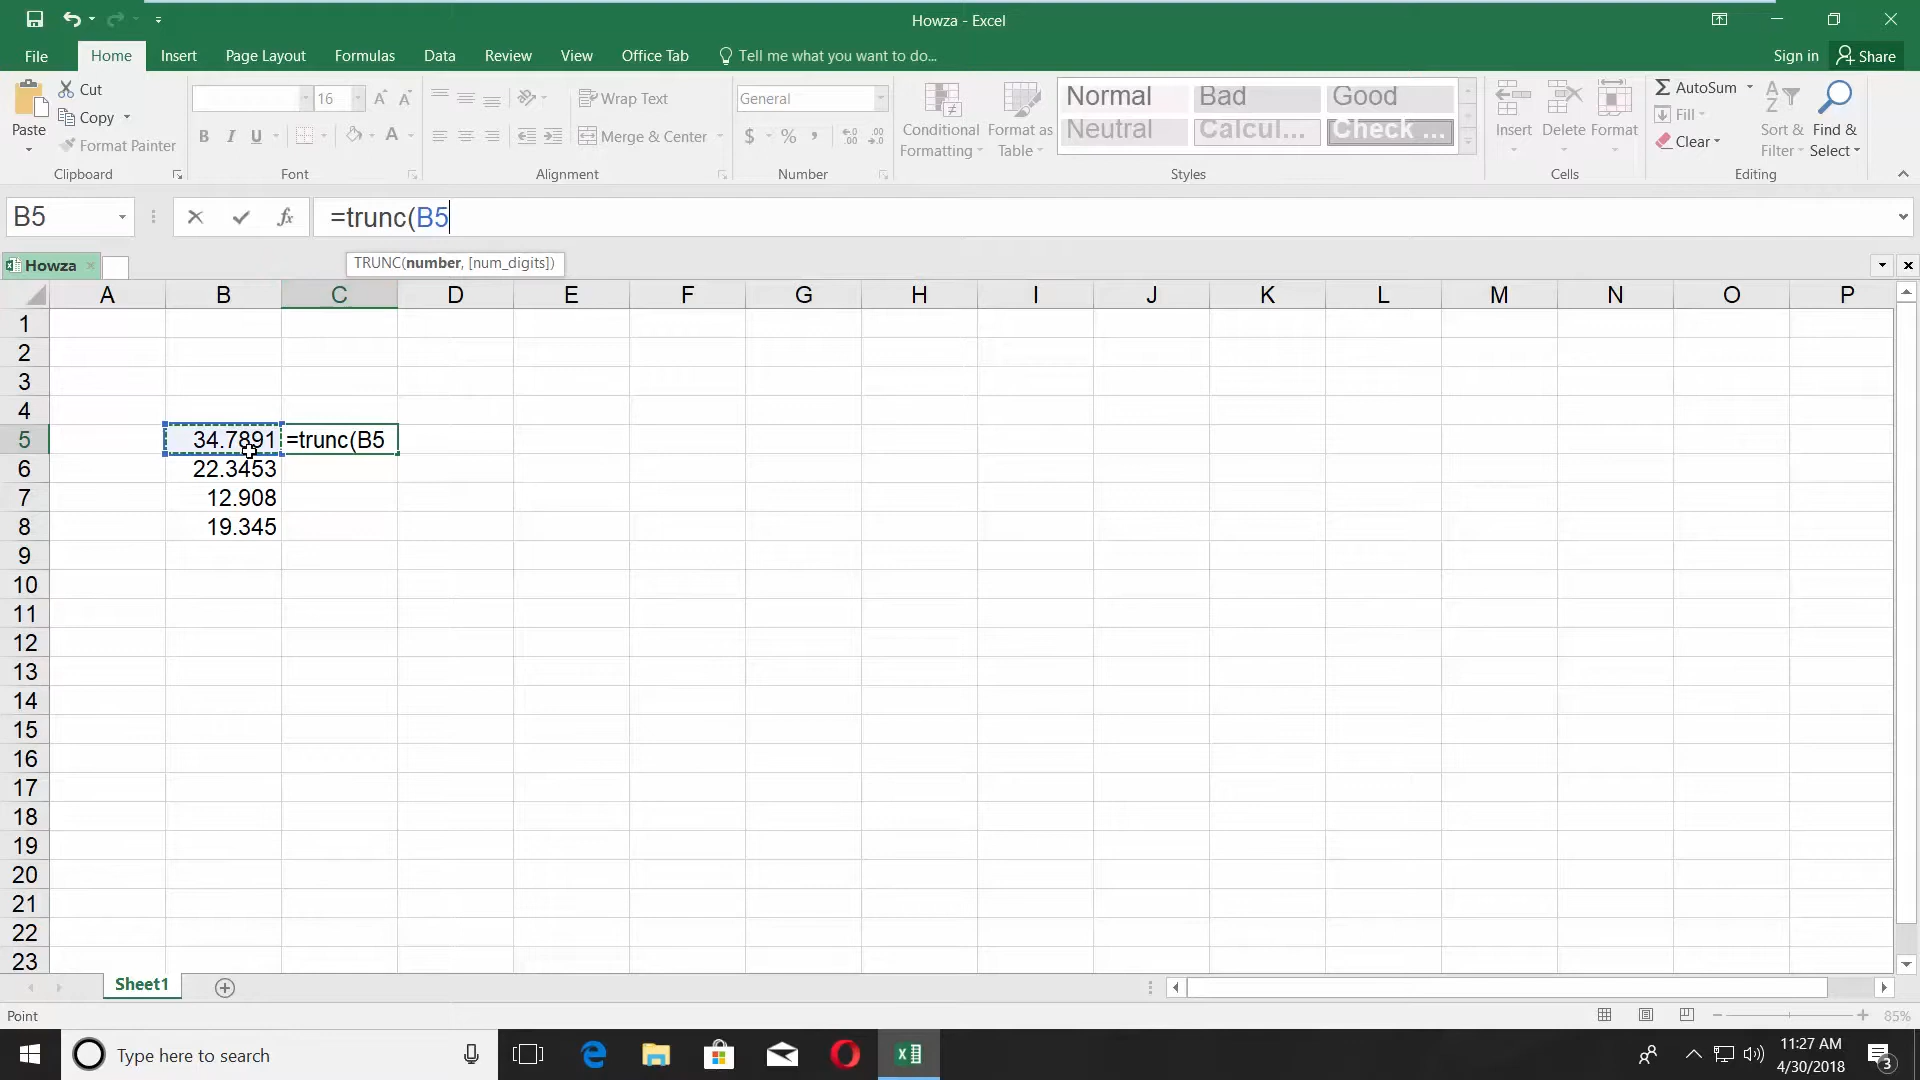 Howza - Excel
File Home Insert Page Layout Formulas Data Review View Office Tab Tell me what you want to do... Sign in Share
Paste Cut Copy Format Painter
Clipboard
16
B I U A
Font
Wrap Text
Merge & Center
Alignment
General
$ % ,
Number
Conditional Formatting
Format as Table
Normal Bad Good
Neutral Calcul... Check ...
Styles
Insert Delete Format
Cells
AutoSum
Fill
Clear
Sort & Filter
Find & Select
Editing
B5 fx =trunc(B5
Howza TRUNC(number, [num_digits])
A B C D E F G H I J K L M N O P
1
2
3
4
5 34.7891 =trunc(B5
6 22.3453
7 12.908
8 19.345
9
10
11
12
13
14
15
16
17
18
19
20
21
22
23
Sheet1
Point 85%
Type here to search 11:27 AM
4/30/2018 3